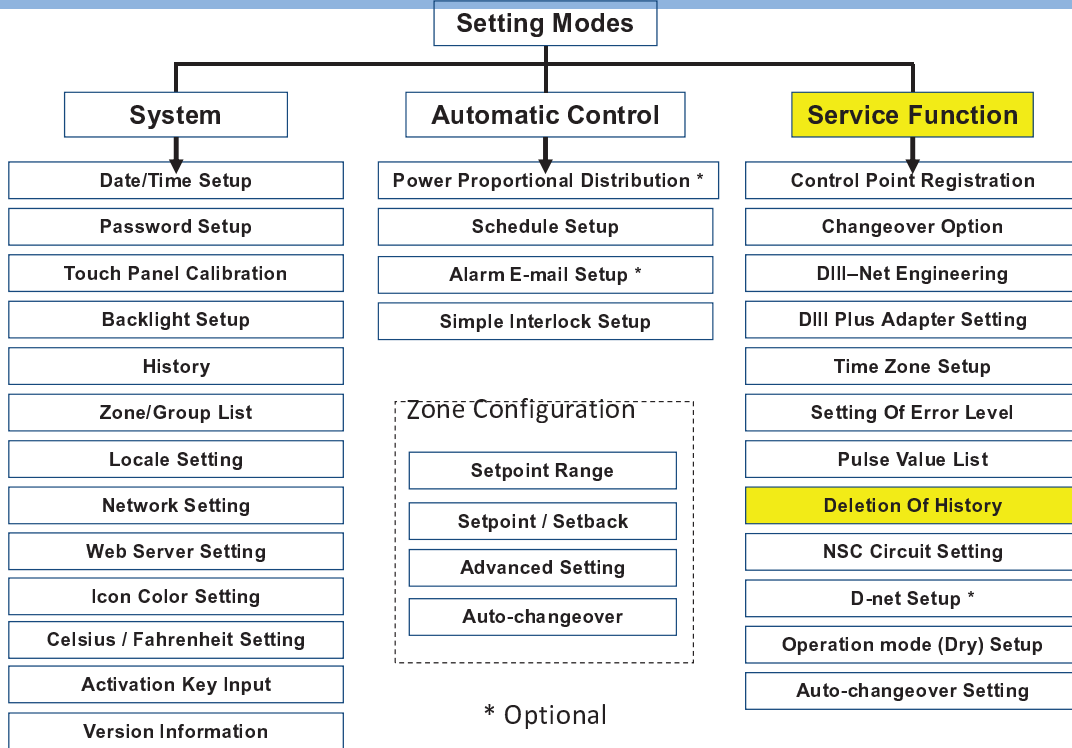 Setting Modes
System
Date/Time Setup
Password Setup
Touch Panel Calibration
Backlight Setup
History
Zone/Group List
Locale Setting
Network Setting
Web Server Setting
Icon Color Setting
Celsius / Fahrenheit Setting
Activation Key Input
Version Information
Automatic Control
Power Proportional Distribution *
Schedule Setup
Alarm E-mail Setup *
Simple Interlock Setup
Zone Configuration
Setpoint Range
Setpoint / Setback
Advanced Setting
Auto-changeover
* Optional
Service Function
Control Point Registration
Changeover Option
DIII–Net Engineering
DIII Plus Adapter Setting
Time Zone Setup
Setting Of Error Level
Pulse Value List
Deletion Of History
NSC Circuit Setting
D-net Setup *
Operation mode (Dry) Setup
Auto-changeover Setting